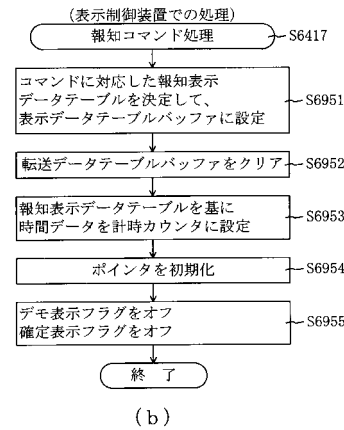 (表示制御装置での処理)
報知コマンド処理
S6417
コマンドに対応した報知表示
データテーブルを決定して、
表示データテーブルバッファに設定
S6951
転送データテーブルバッファをクリア
S6952
報知表示データテーブルを基に
時間データを計時カウンタに設定
S6953
ポインタを初期化
S6954
デモ表示フラグをオフ
確定表示フラグをオフ
S6955
終了
(b)